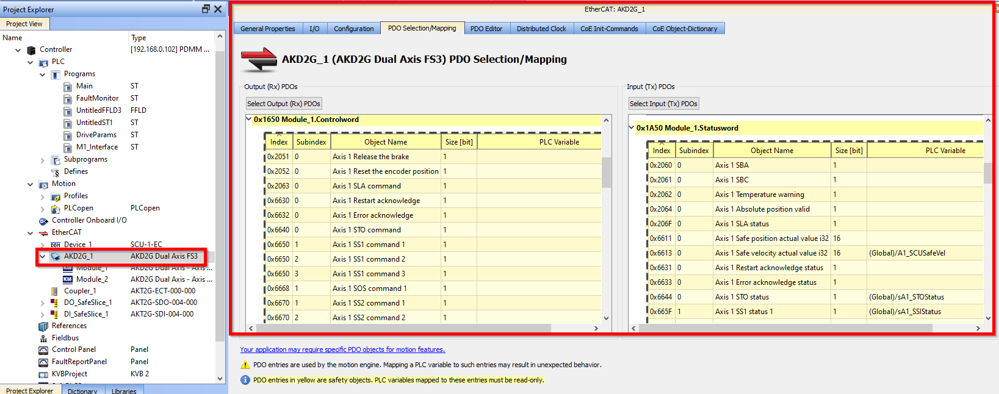 Project Explorer
Project View
Name Type
Controller [192.168.0.102] PDMM ...
PLC
Programs
Main ST
FaultMonitor ST
UntitledFFLD3 FFLD
UntitledST1 ST
DriveParams ST
M1_Interface ST
Subprograms
Defines
Motion
Profiles
PLCopen PLCopen
Controller Onboard I/O
EtherCAT
Device_1 SCU-1-EC
AKD2G_1 AKD2G Dual Axis FS3
Module_1 AKD2G Dual Axis - Axis ...
Module_2 AKD2G Dual Axis - Axis ...
Coupler_1 AKT2G-ECT-000-000
DO_SafeSlice_1 AKT2G-SDO-004-000
DI_SafeSlice_1 AKT2G-SDI-004-000
References
Fieldbus
Control Panel Panel
FaultReportPanel Panel
KVBProject KVB 2
Project Explorer Dictionary Libraries
EtherCAT: AKD2G_1
General Properties I/O Configuration PDO Selection/Mapping PDO Editor Distributed Clock CoE Init-Commands CoE Object-Dictionary
AKD2G_1 (AKD2G Dual Axis FS3) PDO Selection/Mapping
Output (Rx) PDOs
Select Output (Rx) PDOs
0x1650 Module_1.Controlword
Index Subindex Object Name Size [bit] PLC Variable
0x2051 0 Axis 1 Release the brake 1
0x2052 0 Axis 1 Reset the encoder position 1
0x2063 0 Axis 1 SLA command 1
0x6630 0 Axis 1 Restart acknowledge 1
0x6632 0 Axis 1 Error acknowledge 1
0x6640 0 Axis 1 STO command 1
0x6650 1 Axis 1 SS1 command 1 1
0x6650 2 Axis 1 SS1 command 2 1
0x6650 3 Axis 1 SS1 command 3 1
0x6668 1 Axis 1 SOS command 1 1
0x6670 1 Axis 1 SS2 command 1 1
0x6670 2 Axis 1 SS2 command 2 1
Input (Tx) PDOs
Select Input (Tx) PDOs
0x1A50 Module_1.Statusword
Index Subindex Object Name Size [bit] PLC Variable
0x2060 0 Axis 1 SBA 1
0x2061 0 Axis 1 SBC 1
0x2062 0 Axis 1 Temperature warning 1
0x2064 0 Axis 1 Absolute position valid 1
0x206F 0 Axis 1 SLA status 1
0x6611 0 Axis 1 Safe position actual value i32 16
0x6613 0 Axis 1 Safe velocity actual value i32 16 (Global)/A1_SCUSafeVel
0x6631 0 Axis 1 Restart acknowledge status 1
0x6633 0 Axis 1 Error acknowledge status 1
0x6644 0 Axis 1 STO status 1 (Global)/sA1_STOStatus
0x665F 1 Axis 1 SS1 status 1 1 (Global)/sA1_SSIStatus
Your application may require specific PDO objects for motion features.
PDO entries are used by the motion engine. Mapping a PLC variable to such entries may result in unexpected behavior.
PDO entries in yellow are safety objects. PLC variables mapped to these entries must be read-only.